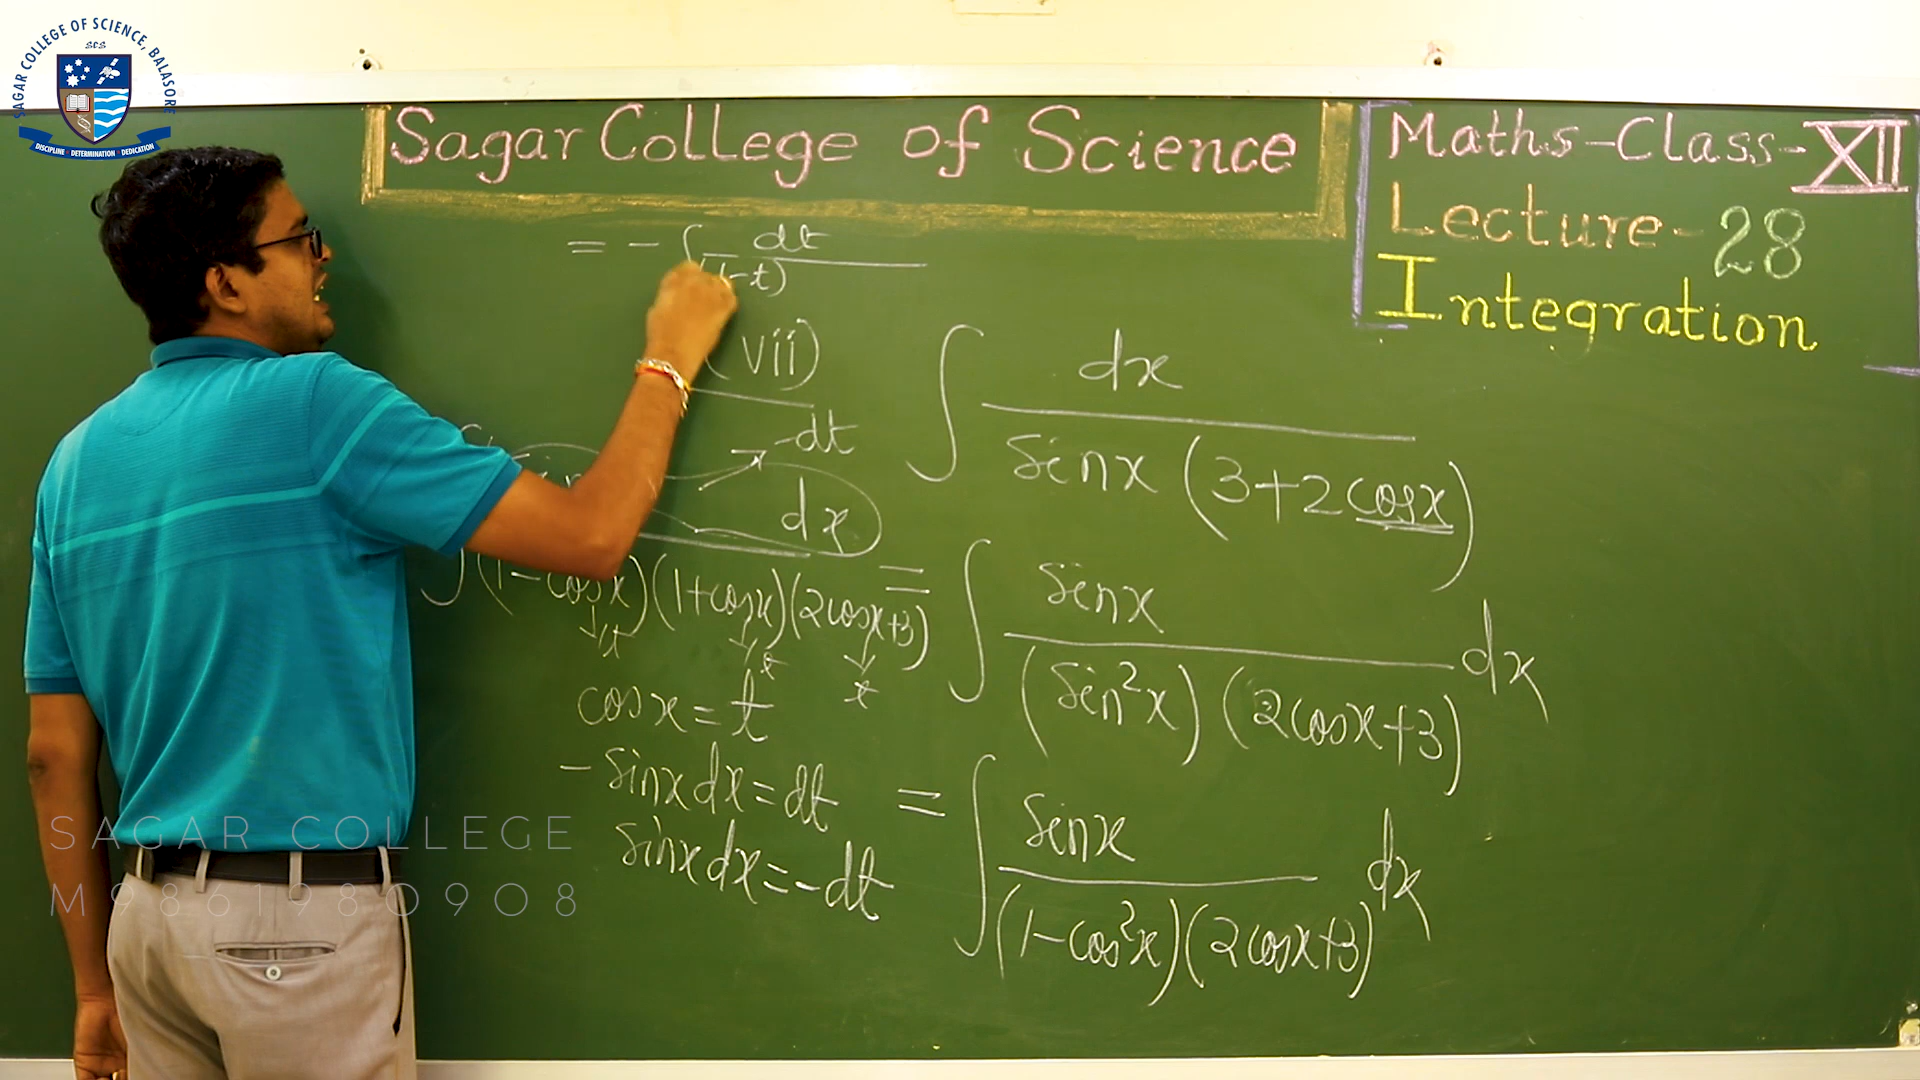 SAGAR COLLEGE OF SCIENCE, BALASORE
SCS
DISCIPLINE DETERMINATION DEDICATION
Sagar College of Science
Maths-Class-XII
Lecture-28
Integration
= - ∫ dt
(1-t)
(vii)
∫ dx
sinx (3+2cosx)
-dt
dx
∫ (1-cosx)(1+cosx)(2cosx+3)
t t t
= ∫ sinx
(sin²x)(2cosx+3) dx
cosx = t
-sinx dx = dt
sinx dx = -dt
= ∫ sinx
(1-cos²x)(2cosx+3) dx
SAGAR COLLEGE
M9861980908